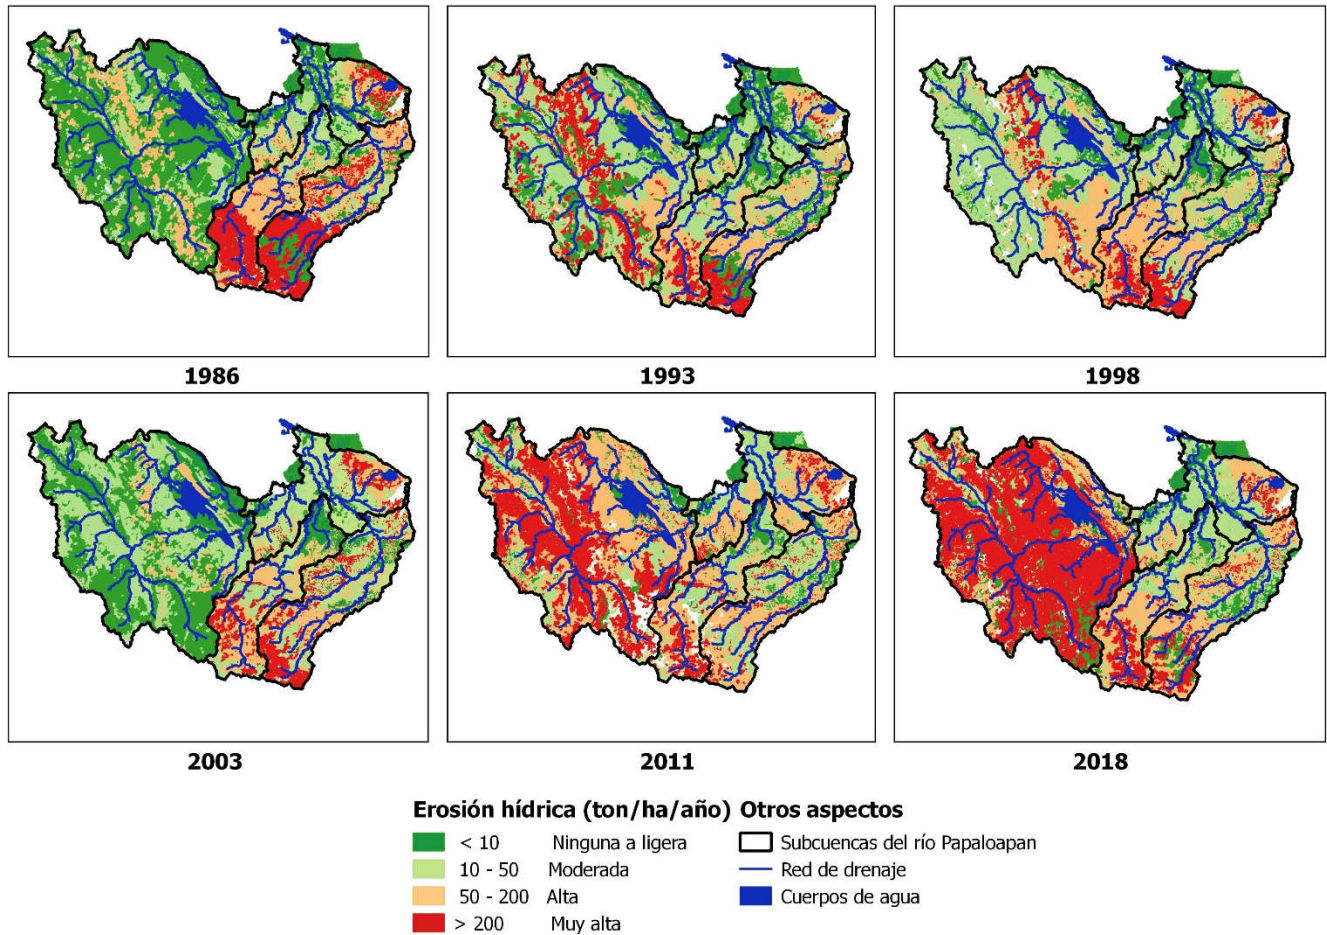 1986
1993
1998
2003
2011
2018
Erosión hídrica (ton/ha/año)
< 10 Ninguna a ligera
10 - 50 Moderada
50 - 200 Alta
> 200 Muy alta
Otros aspectos
Subcuencas del río Papaloapan
Red de drenaje
Cuerpos de agua